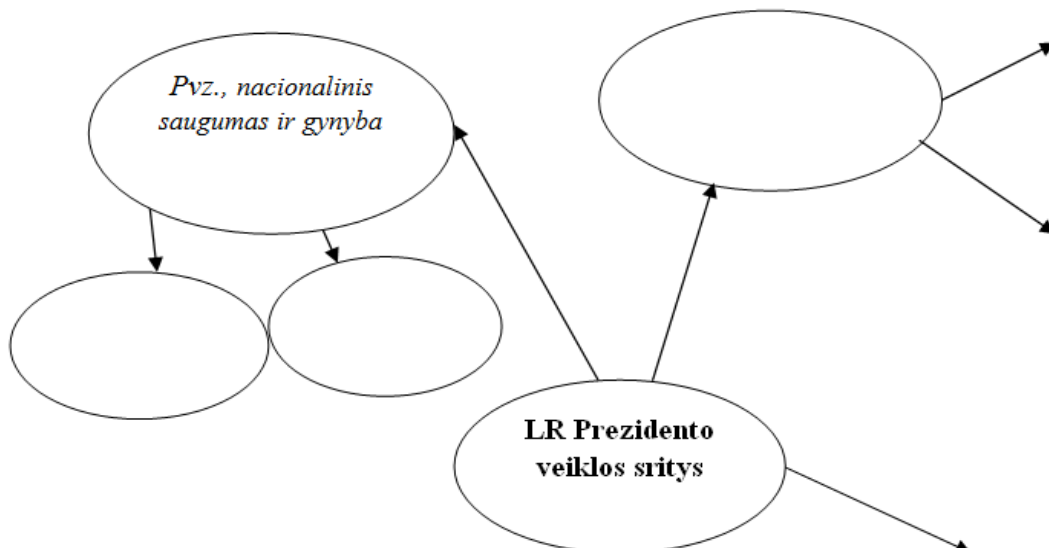 Pvz., nacionalinis
saugumas ir gynyba
LR Prezidento
veiklos sritys